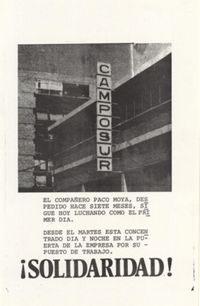 CAMPOSUR
EL COMPAÑERO PACO MOYA, DES
PEDIDO HACE SIETE MESES, SI
GUE HOY LUCHANDO COMO EL PRI
MER DIA.
DESDE EL MARTES ESTA CONCEN
TRADO DIA Y NOCHE EN LA PUER
TA DE LA EMPRESA POR SU
PUESTO DE TRABAJO.
¡SOLIDARIDAD!